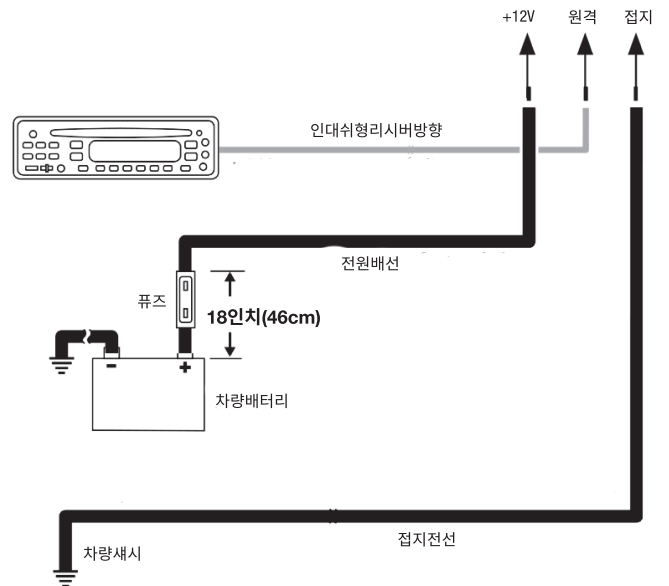 +12V 원격 접지
인대쉬형리시버방향
전원배선
퓨즈
18인치(46cm)
차량배터리
접지전선
차량섀시